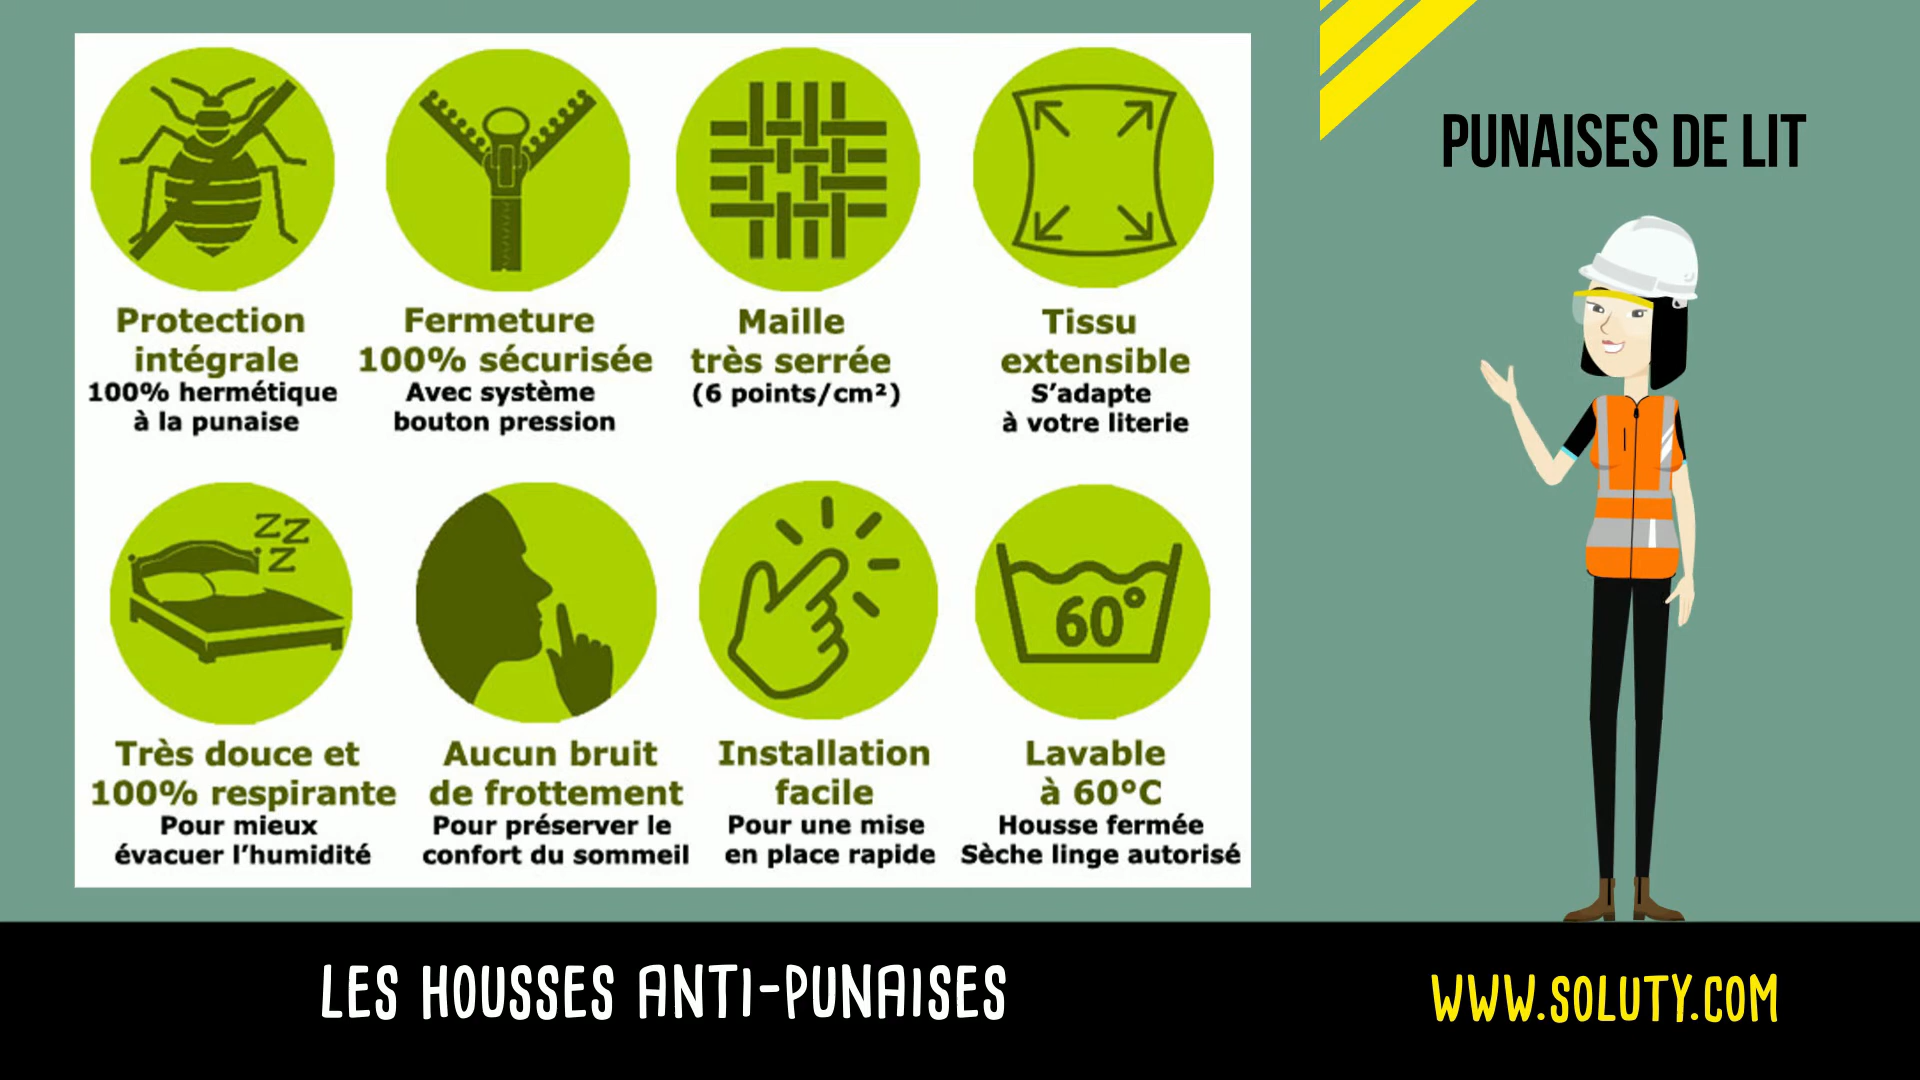 PUNAISES DE LIT
Protection
intégrale
100% hermétique
à la punaise
Fermeture
100% sécurisée
Avec système
bouton pression
Maille
très serrée
(6 points/cm²)
Tissu
extensible
S'adapte
à votre literie
ZZ
Z
Très douce et
100% respirante
Pour mieux
évacuer l'humidité
Aucun bruit
de frottement
Pour préserver le
confort du sommeil
Installation
facile
Pour une mise
en place rapide
60°
Lavable
à 60°C
Housse fermée
Sèche linge autorisé
LES HOUSSES ANTI-PUNAISES
WWW.SOLUTY.COM